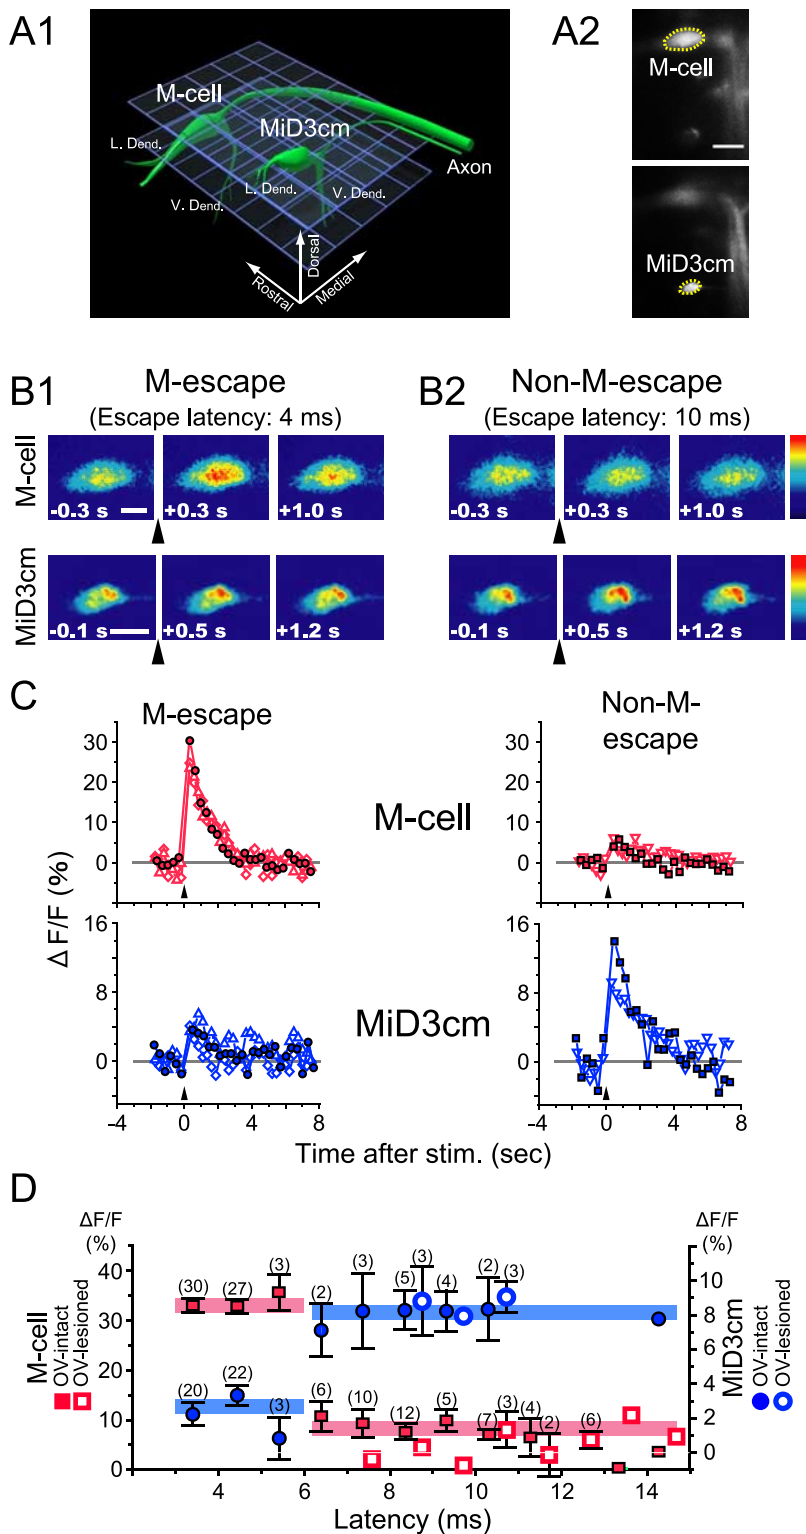 A1
A2
M-cell
MiD3cm
L. Dend.
V. Dend.
L. Dend.
V. Dend.
Axon
Dorsal
Rostral
Medial
M-cell
MiD3cm
B1
M-escape
(Escape latency: 4 ms)
B2
Non-M-escape
(Escape latency: 10 ms)
M-cell
-0.3 s
+0.3 s
+1.0 s
-0.3 s
+0.3 s
+1.0 s
MiD3cm
-0.1 s
+0.5 s
+1.2 s
-0.1 s
+0.5 s
+1.2 s
C
M-escape
Non-M-
escape
30
20
10
0
-4
0
4
8
M-cell
Δ F/F (%)
16
8
0
MiD3cm
-4
0
4
8
-4
0
4
8
Time after stim. (sec)
D
ΔF/F
(%)
ΔF/F
(%)
40
30
20
10
0
10
8
6
4
2
0
(30)
(27)
(3)
(2)
(3)
(5)
(3)
(4)
(2)
(3)
(20)
(22)
(3)
(6)
(10)
(12)
(5)
(7)
(3)
(4)
(2)
(6)
M-cell
OV-intact
OV-lesioned
MiD3cm
OV-intact
OV-lesioned
4
6
8
10
12
14
Latency (ms)